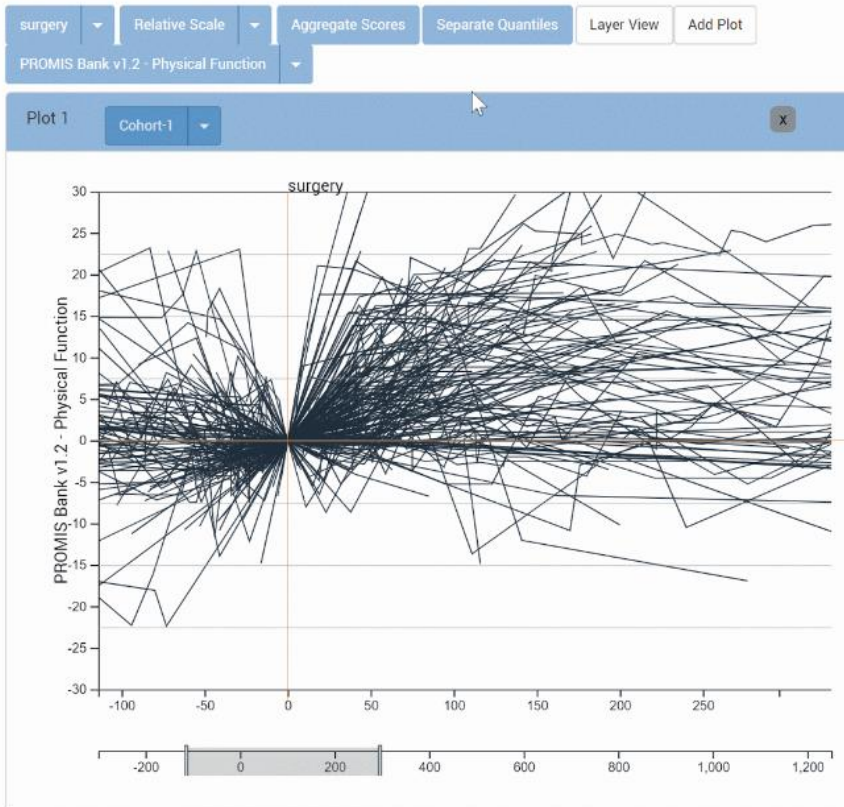 surgery Relative Scale Aggregate Scores Separate Quantiles Layer View Add Plot
PROMIS Bank v1.2 - Physical Function
Plot 1 Cohort-1 X
surgery
PROMIS Bank v1.2 - Physical Function
30
25
20
15
10
5
0
-5
-10
-15
-20
-25
-30
-100 -50 0 50 100 150 200 250
-200 0 200 400 600 800 1,000 1,200